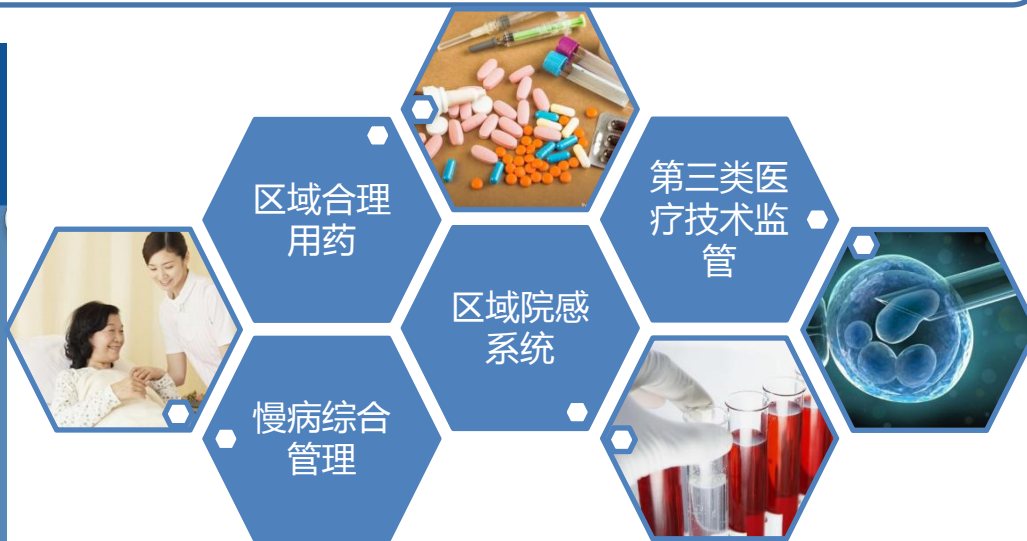 区域合理
用药
第三类医
疗技术监
管
区域院感
系统
慢病综合
管理